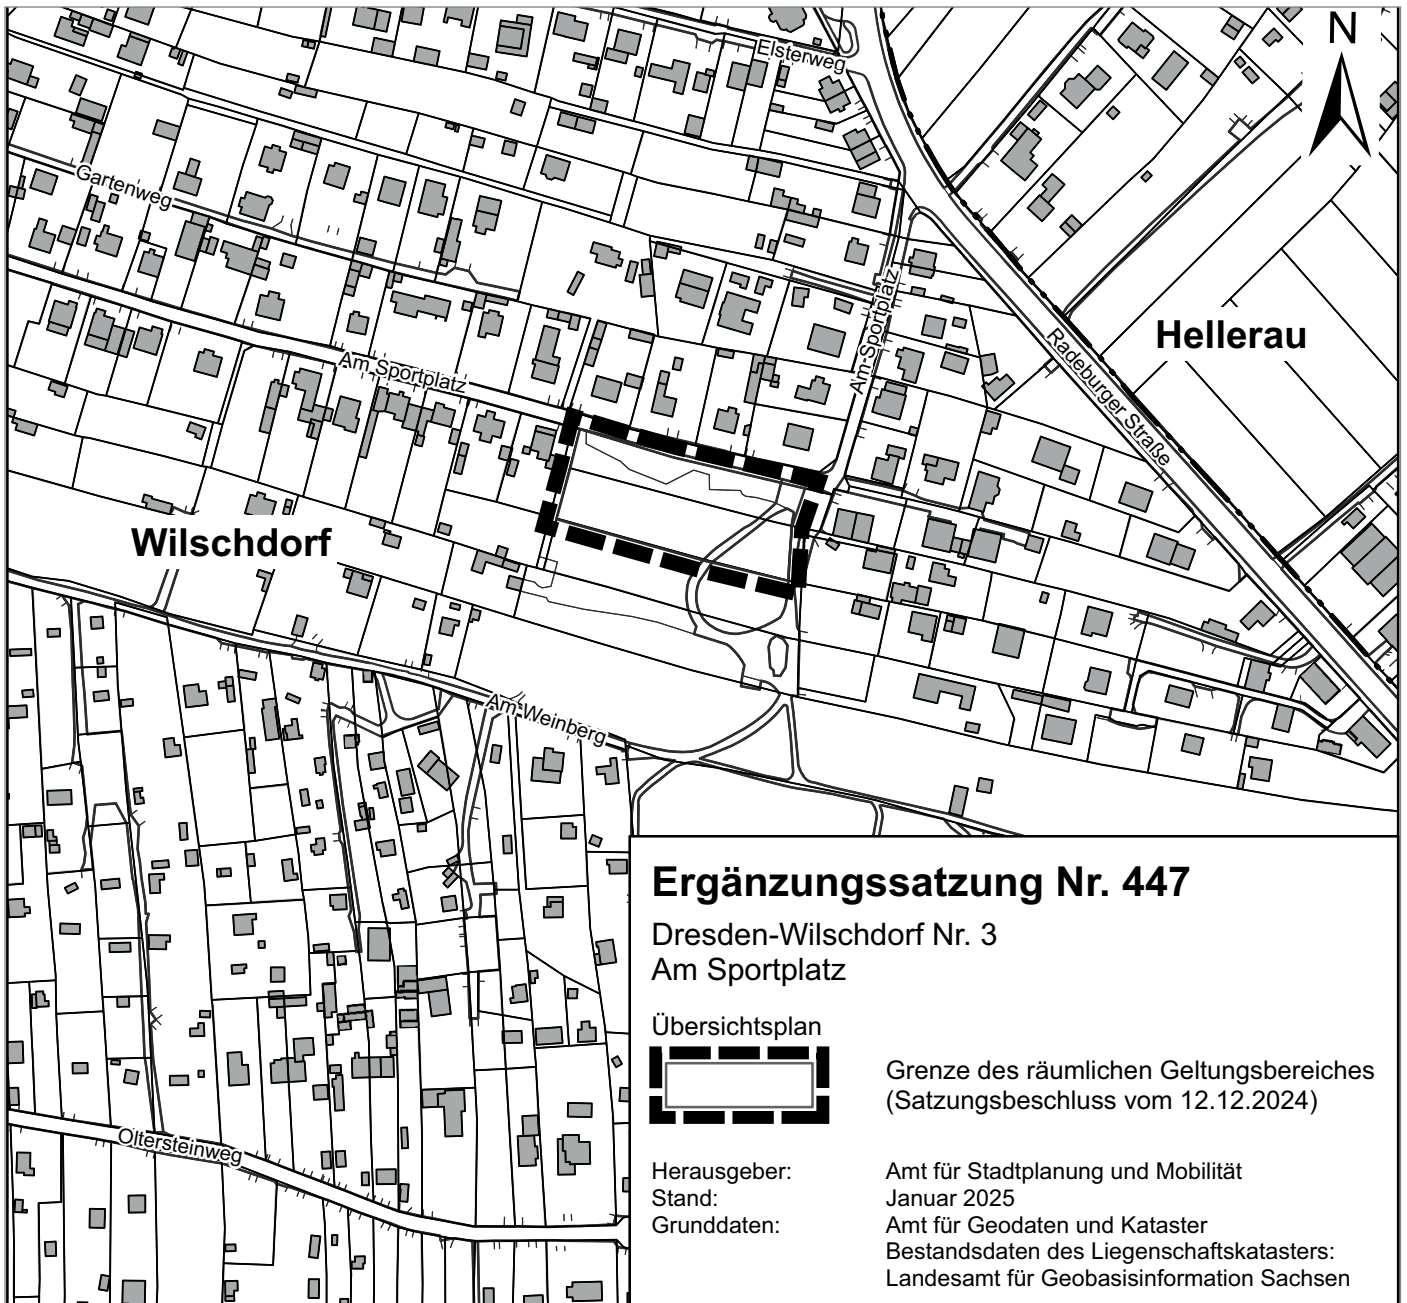 N
Elsterweg
Gartenweg
Am Sportplatz
Am Sportplatz
Radeburger Straße
Hellerau
Wilschdorf
Am Weinberg
Oltersteinweg
Ergänzungssatzung Nr. 447
Dresden-Wilschdorf Nr. 3
Am Sportplatz
Übersichtsplan
Grenze des räumlichen Geltungsbereiches
(Satzungsbeschluss vom 12.12.2024)
Herausgeber: Amt für Stadtplanung und Mobilität
Stand: Januar 2025
Grunddaten: Amt für Geodaten und Kataster
Bestandsdaten des Liegenschaftskatasters:
Landesamt für Geobasisinformation Sachsen